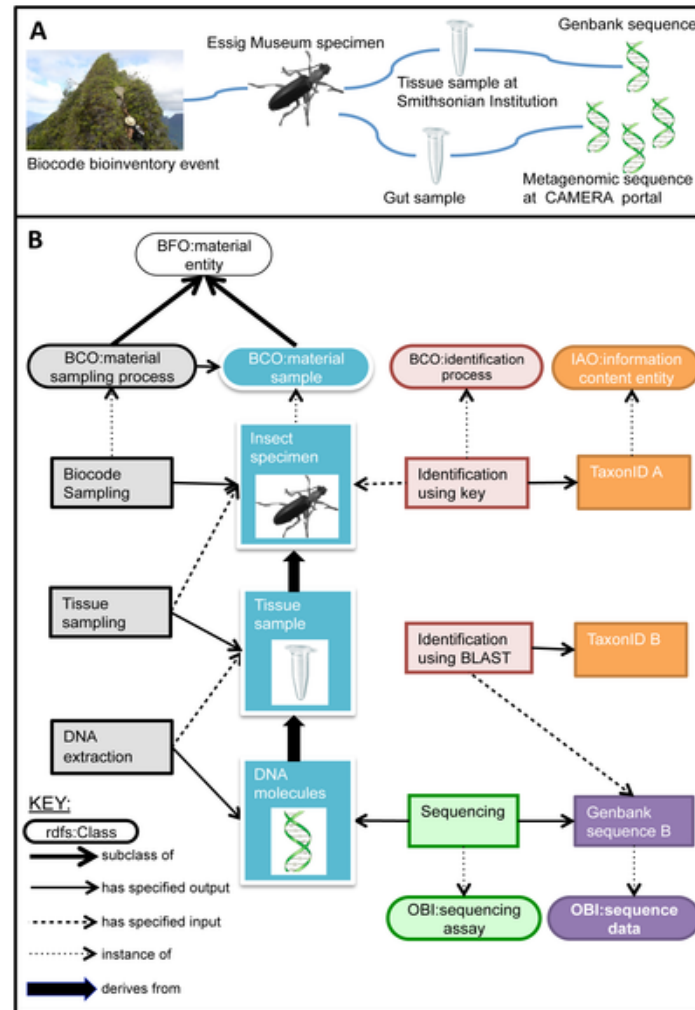 A
Essig Museum specimen
Genbank sequence
Tissue sample at
Smithsonian Institution
Biocode bioinventory event
Gut sample
Metagenomic sequence
at CAMERA portal
B
BFO:material
entity
BCO:material
sampling process
BCO:material
sample
BCO:identification
process
IAO:information
content entity
Biocode
Sampling
Insect
specimen
Identification
using key
TaxonID A
Tissue
sampling
Tissue
sample
Identification
using BLAST
TaxonID B
DNA
extraction
DNA
molecules
Sequencing
Genbank
sequence B
OBI:sequencing
assay
OBI:sequence
data
KEY:
rdfs:Class
subclass of
has specified output
has specified input
instance of
derives from